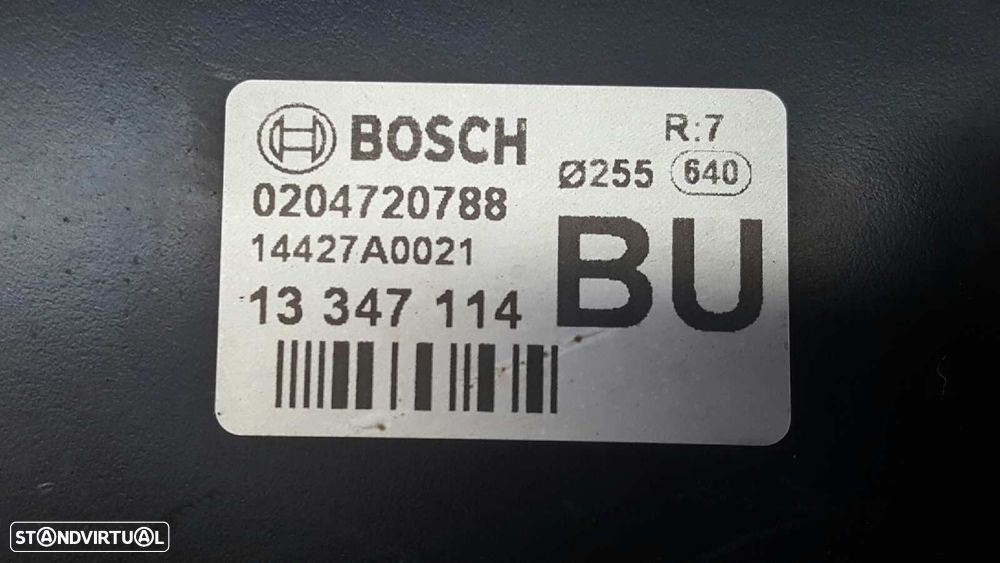 BOSCH
R:7
Ø255 640
0204720788
14427A0021
13 347 114
BU
STANDVIRTUAL